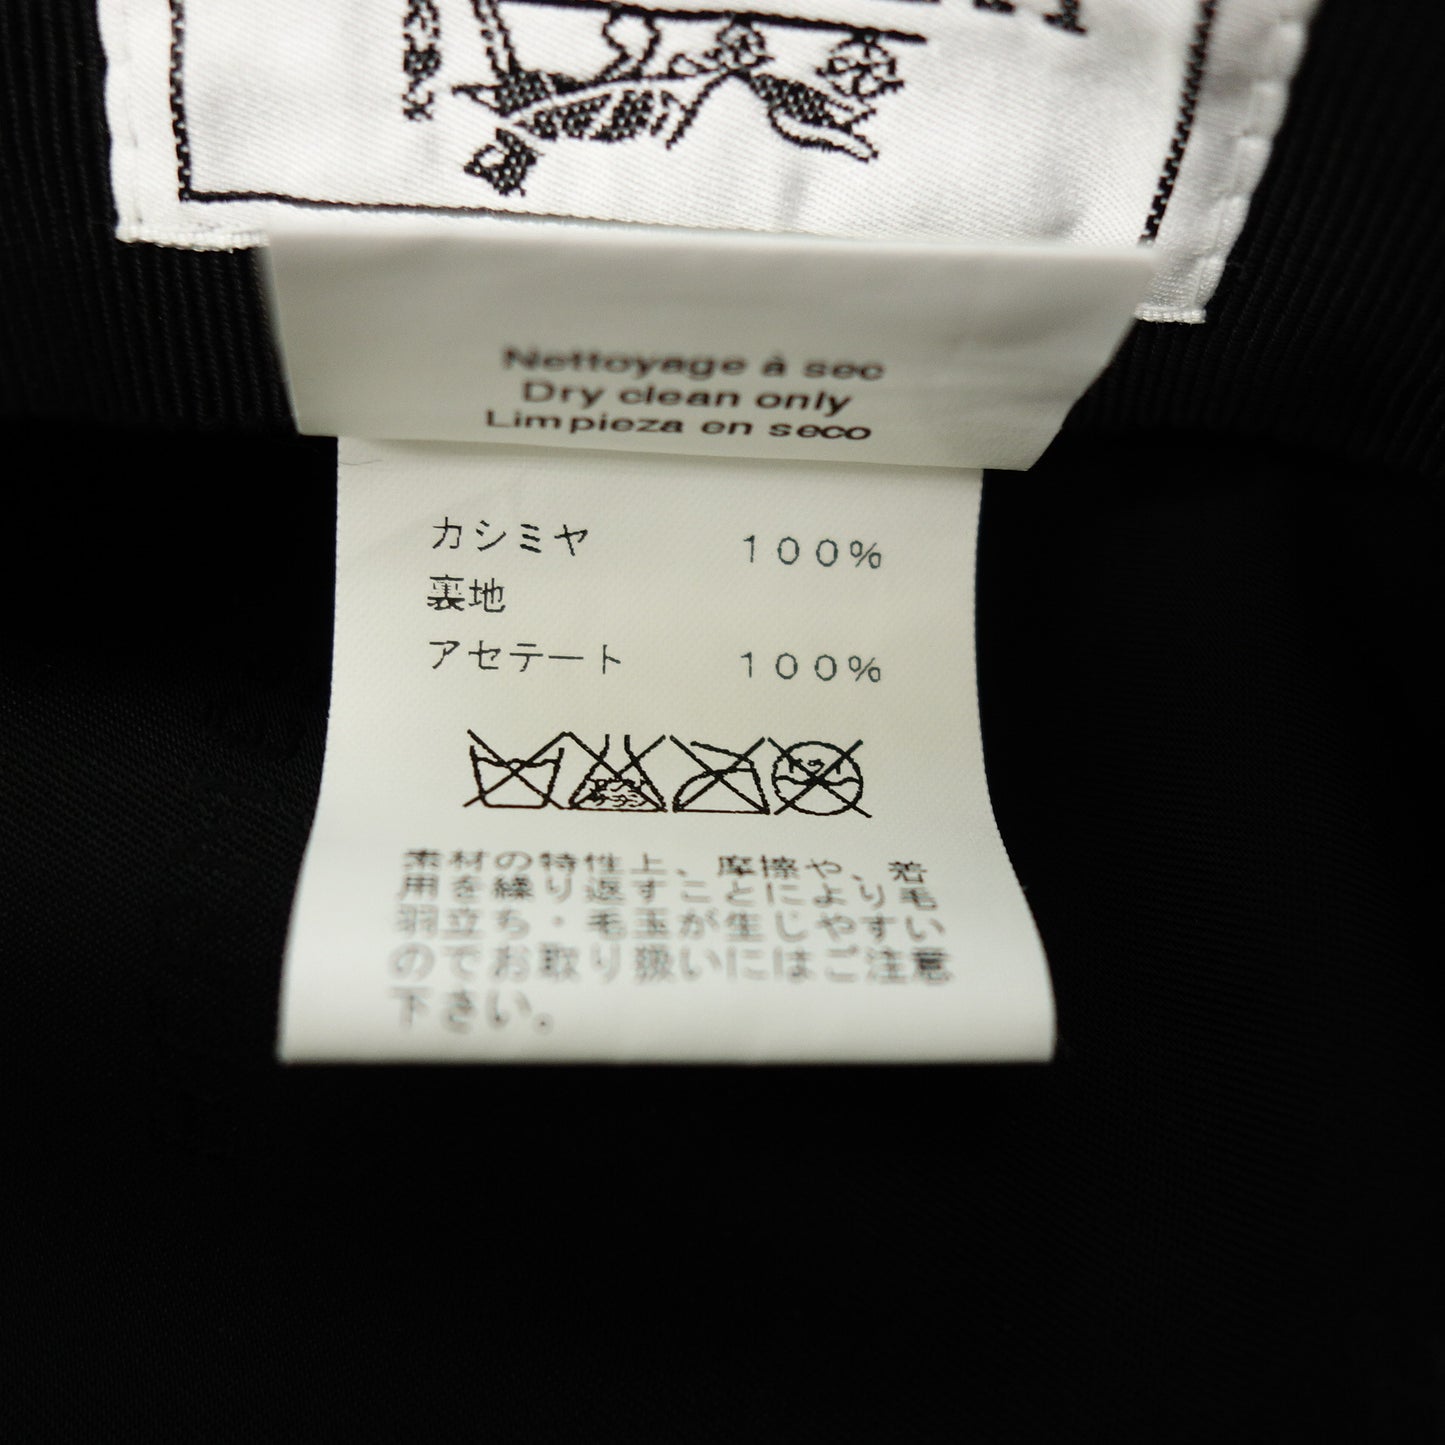 Nettoyage à sec
Dry clean only
Limpieza en seco
カシミヤ 100%
裏地
アセテート 100%
素材の特性上、摩擦や、着
用を繰り返すことにより毛
羽立ち・毛玉が生じやすい
のでお取り扱いにはご注意
下さい。